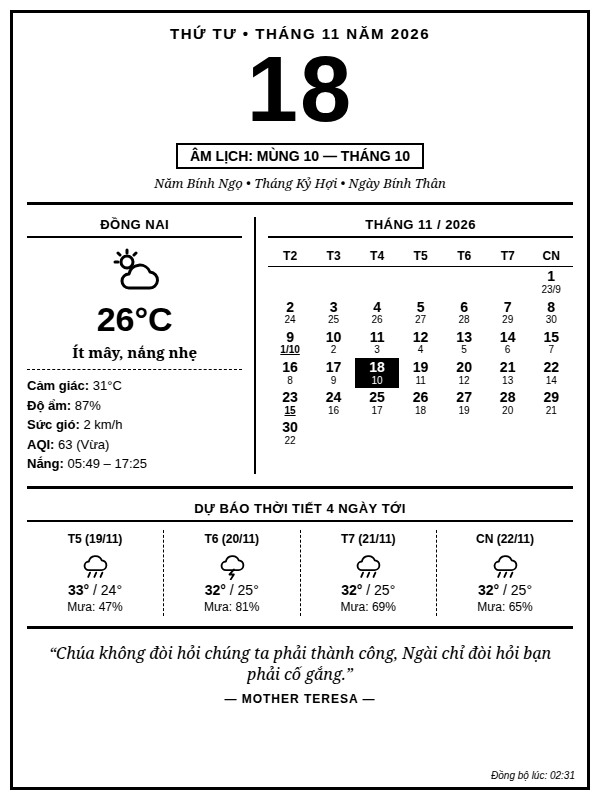 THỨ TƯ • THÁNG 11 NĂM 2026
18
ÂM LỊCH: MÙNG 10 — THÁNG 10
Năm Bính Ngọ • Tháng Kỷ Hợi • Ngày Bính Thân
ĐỒNG NAI
26°C
Ít mây, nắng nhẹ
Cảm giác: 31°C
Độ ẩm: 87%
Sức gió: 2 km/h
AQI: 63 (Vừa)
Nắng: 05:49 – 17:25
THÁNG 11 / 2026
T2 T3 T4 T5 T6 T7 CN
1
23/9
2 3 4 5 6 7 8
24 25 26 27 28 29 30
9 10 11 12 13 14 15
1/10 2 3 4 5 6 7
16 17 18 19 20 21 22
8 9 10 11 12 13 14
23 24 25 26 27 28 29
15 16 17 18 19 20 21
30
22
DỰ BÁO THỜI TIẾT 4 NGÀY TỚI
T5 (19/11) T6 (20/11) T7 (21/11) CN (22/11)
33° / 24° 32° / 25° 32° / 25° 32° / 25°
Mưa: 47% Mưa: 81% Mưa: 69% Mưa: 65%
“Chúa không đòi hỏi chúng ta phải thành công, Ngài chỉ đòi hỏi bạn
phải cố gắng.”
— MOTHER TERESA —
Đồng bộ lúc: 02:31